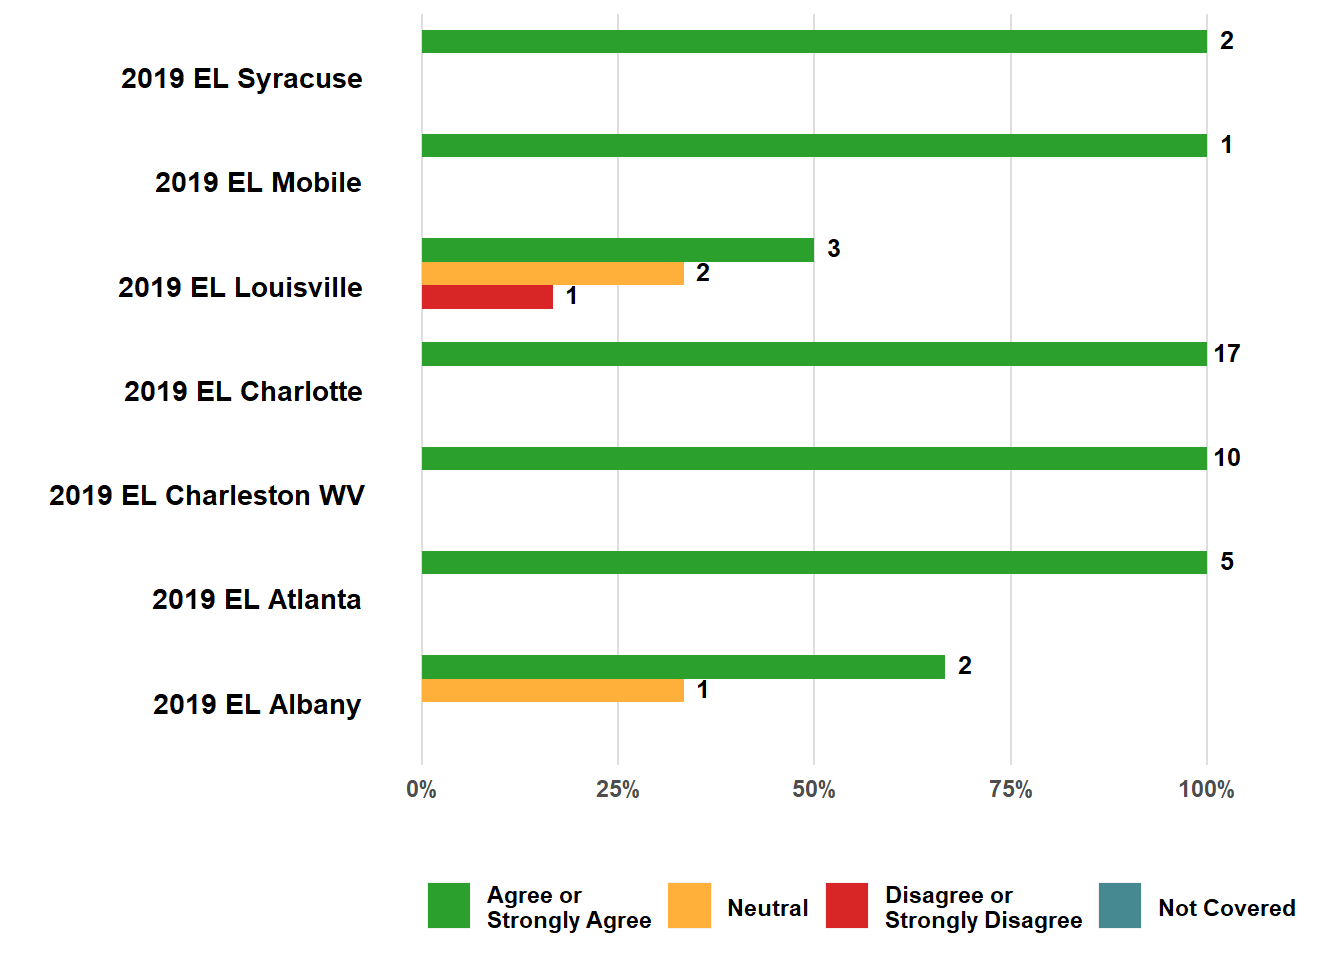 2
2019 EL Syracuse
1
2019 EL Mobile
3
2
2019 EL Louisville
1
17
2019 EL Charlotte
10
2019 EL Charleston WV
5
2019 EL Atlanta
2
1
2019 EL Albany
0% 25% 50% 75% 100%
Agree or
Strongly Agree
Neutral
Disagree or
Strongly Disagree
Not Covered